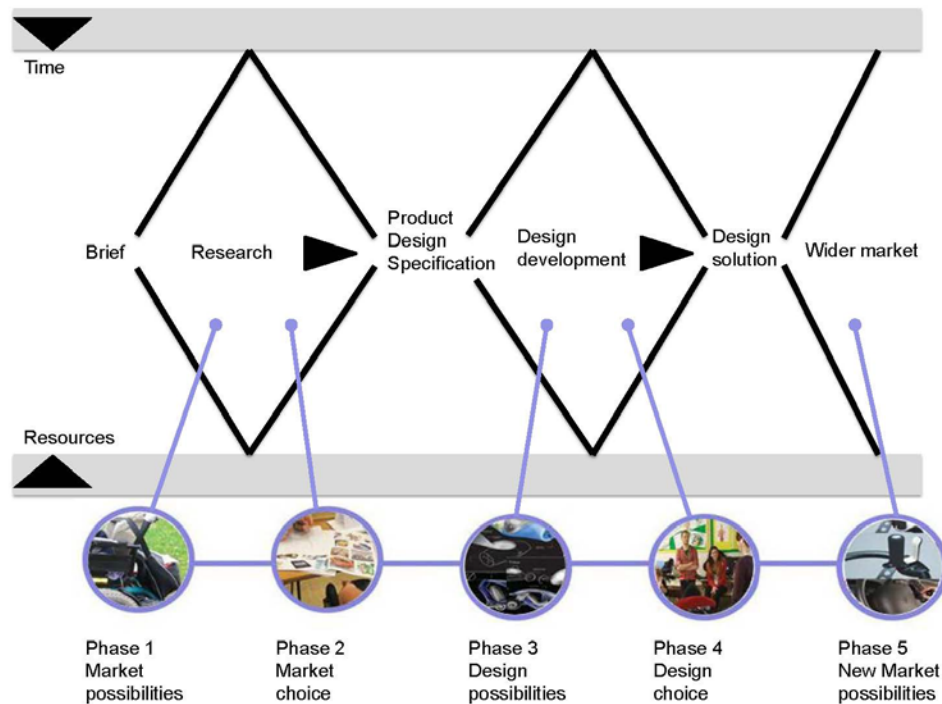 Time
Brief
Research
Product
Design
Specification
Design
development
Design
solution
Wider market
Resources
Phase 1
Market
possibilities
Phase 2
Market
choice
Phase 3
Design
possibilities
Phase 4
Design
choice
Phase 5
New Market
possibilities